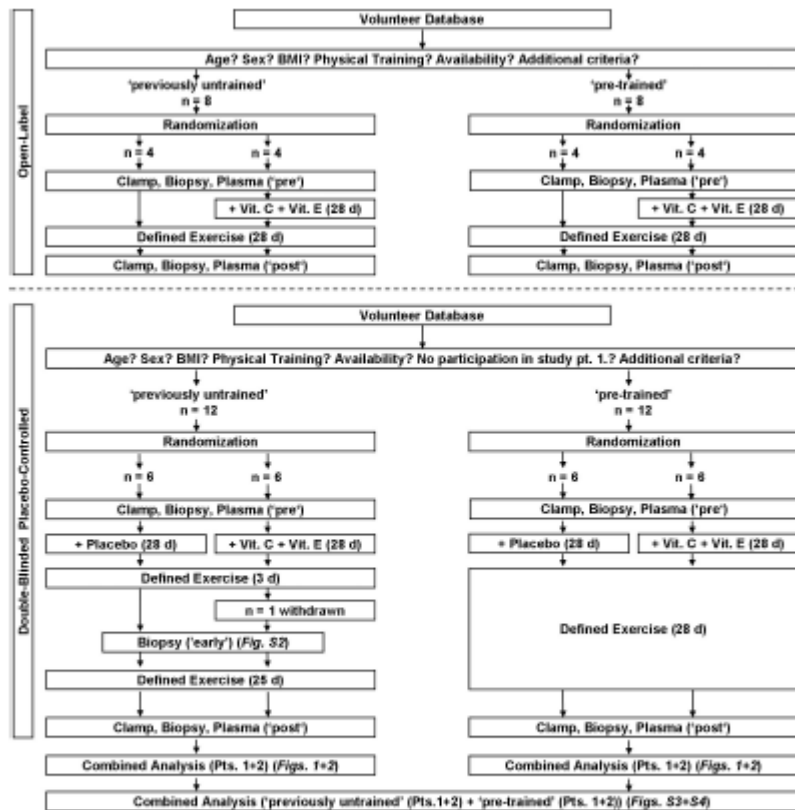 Open-Label
Volunteer Database
Age? Sex? BMI? Physical Training? Availability? Additional criteria?
'previously untrained'
n = 8
'pre-trained'
n = 8
Randomization
Randomization
n = 4
n = 4
n = 4
n = 4
Clamp, Biopsy, Plasma ('pre')
Clamp, Biopsy, Plasma ('pre')
+ Vit. C + Vit. E (28 d)
+ Vit. C + Vit. E (28 d)
Defined Exercise (28 d)
Defined Exercise (28 d)
Clamp, Biopsy, Plasma ('post')
Clamp, Biopsy, Plasma ('post')
Double-Blinded Placebo-Controlled
Volunteer Database
Age? Sex? BMI? Physical Training? Availability? No participation in study pt. 1.? Additional criteria?
'previously untrained'
n = 12
'pre-trained'
n = 12
Randomization
Randomization
n = 6
n = 6
n = 6
n = 6
Clamp, Biopsy, Plasma ('pre')
Clamp, Biopsy, Plasma ('pre')
+ Placebo (28 d)
+ Vit. C + Vit. E (28 d)
+ Placebo (28 d)
+ Vit. C + Vit. E (28 d)
Defined Exercise (3 d)
n = 1 withdrawn
Biopsy ('early') (Fig. S2)
Defined Exercise (25 d)
Defined Exercise (28 d)
Clamp, Biopsy, Plasma ('post')
Clamp, Biopsy, Plasma ('post')
Combined Analysis (Pts. 1+2) (Figs. 1+2)
Combined Analysis (Pts. 1+2) (Figs. 1+2)
Combined Analysis ('previously untrained' (Pts.1+2) + 'pre-trained' (Pts. 1+2)) (Figs. S3+S4)